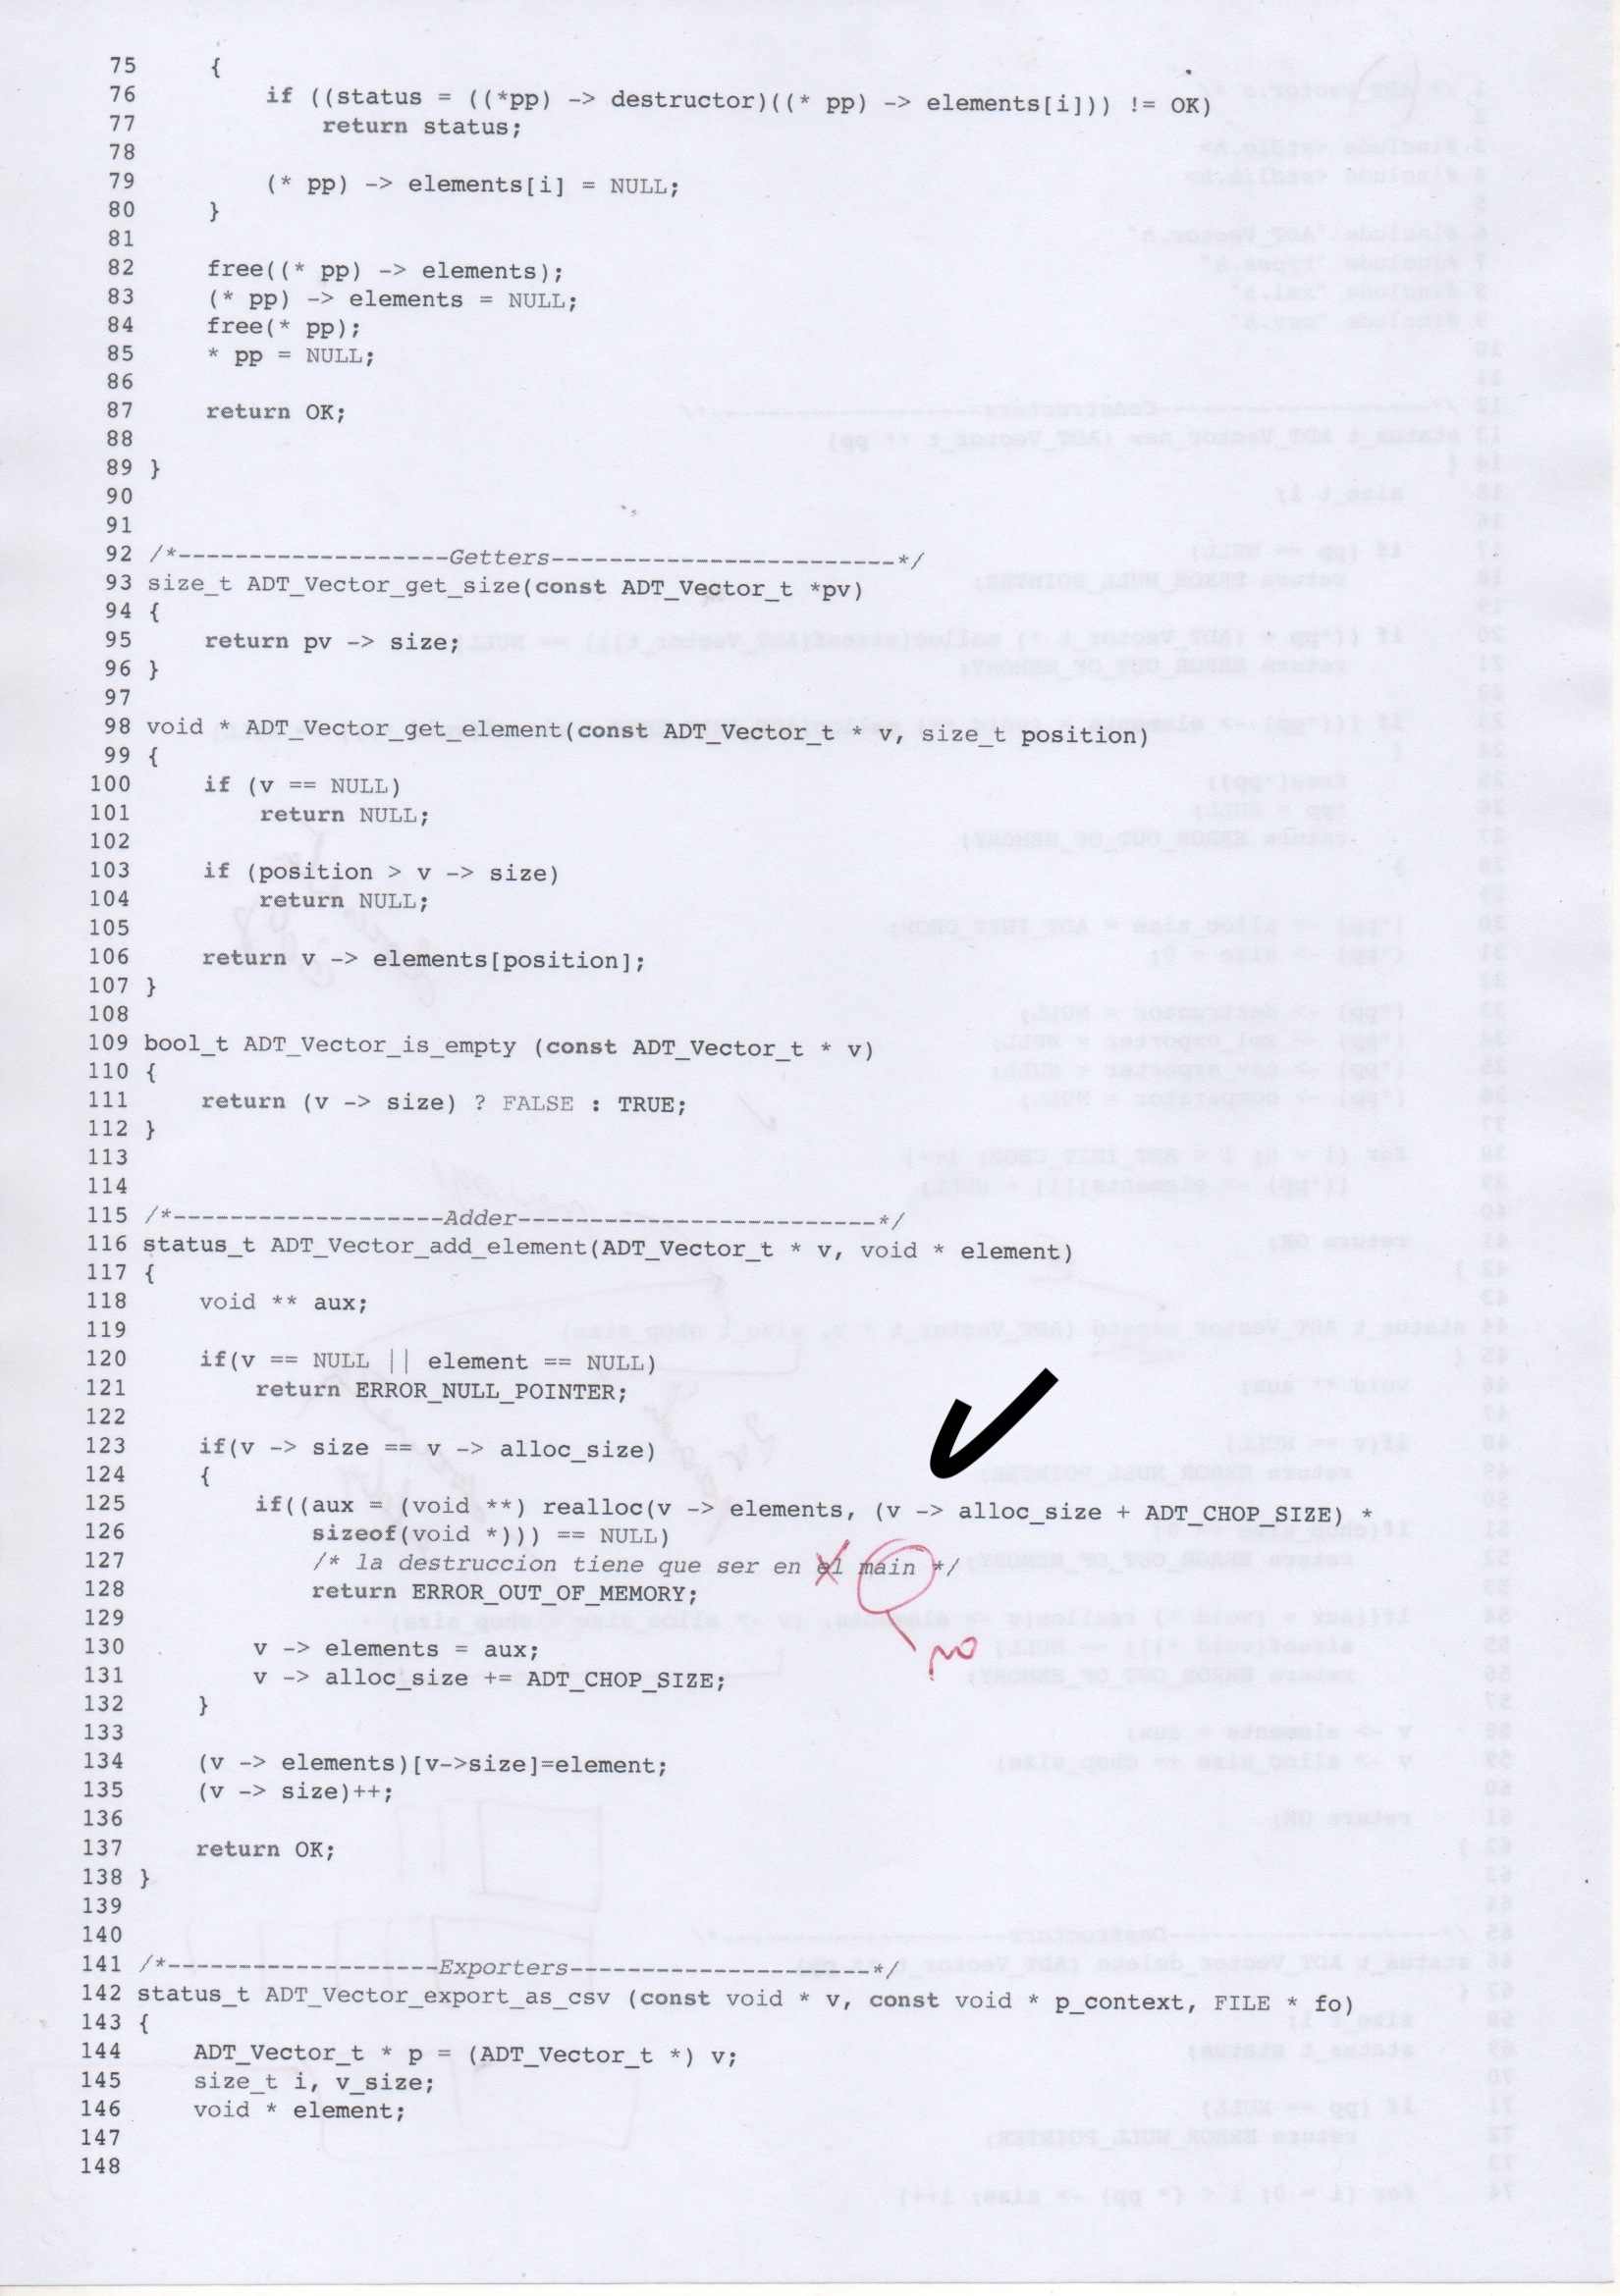 75 {
76 if ((status = ((*pp) -> destructor)((* pp) -> elements[i])) != OK)
77 return status;
78
79 (* pp) -> elements[i] = NULL;
80 }
81
82 free((* pp) -> elements);
83 (* pp) -> elements = NULL;
84 free(* pp);
85 * pp = NULL;
86
87 return OK;
88
89 }
90
91
92 /*-------------------Getters------------------------*/
93 size_t ADT_Vector_get_size(const ADT_Vector_t *pv)
94 {
95 return pv -> size;
96 }
97
98 void * ADT_Vector_get_element(const ADT_Vector_t * v, size_t position)
99 {
100 if (v == NULL)
101 return NULL;
102
103 if (position > v -> size)
104 return NULL;
105
106 return v -> elements[position];
107 }
108
109 bool_t ADT_Vector_is_empty (const ADT_Vector_t * v)
110 {
111 return (v -> size) ? FALSE : TRUE;
112 }
113
114
115 /*-------------------Adder-------------------------*/
116 status_t ADT_Vector_add_element(ADT_Vector_t * v, void * element)
117 {
118 void ** aux;
119
120 if(v == NULL || element == NULL)
121 return ERROR_NULL_POINTER;
122
123 if(v -> size == v -> alloc_size)
124 {
125 if((aux = (void **) realloc(v -> elements, (v -> alloc_size + ADT_CHOP_SIZE) *
126 sizeof(void *))) == NULL)
127 /* la destruccion tiene que ser en el main */
128 return ERROR_OUT_OF_MEMORY;
129
NO
130 v -> elements = aux;
131 v -> alloc_size += ADT_CHOP_SIZE;
132 }
133
134 (v -> elements)[v->size]=element;
135 (v -> size)++;
136
137 return OK;
138 }
139
140
141 /*-------------------Exporters---------------------*/
142 status_t ADT_Vector_export_as_csv (const void * v, const void * p_context, FILE * fo)
143 {
144 ADT_Vector_t * p = (ADT_Vector_t *) v;
145 size_t i, v_size;
146 void * element;
147
148